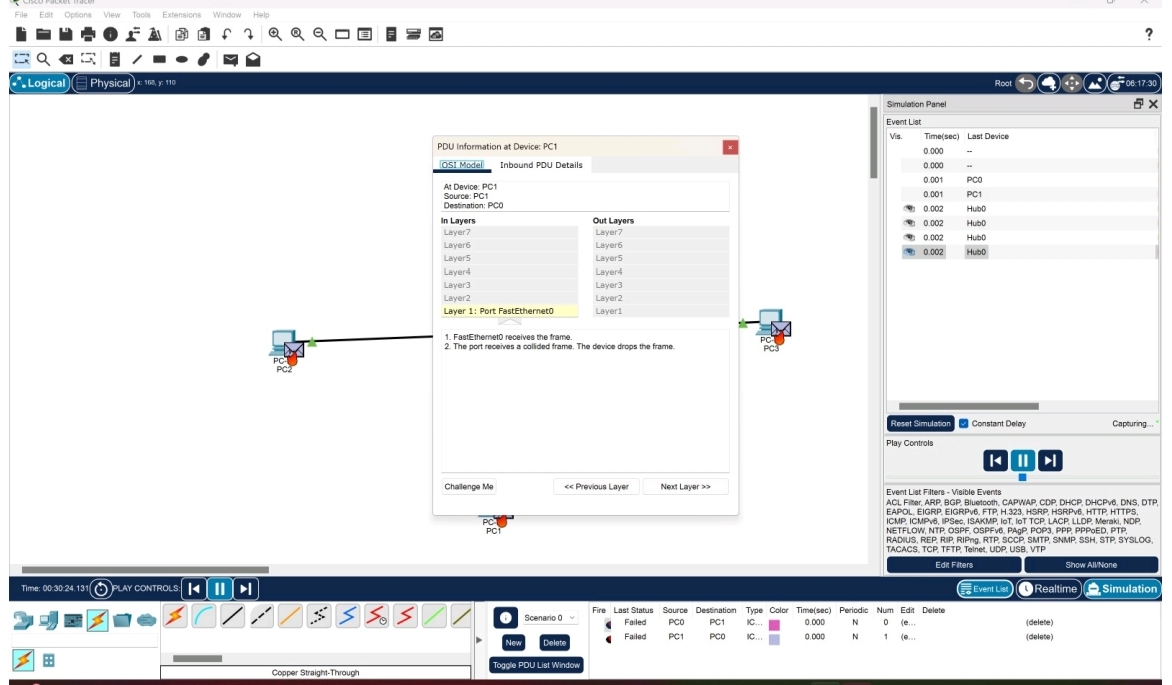 Cisco Packet Tracer
File Edit Options View Tools Extensions Window Help
?
Logical Physical x: 168, y: 110 Root 06:17:30
Simulation Panel
Event List
Vis. Time(sec) Last Device
0.000 --
0.000 --
0.001 PC0
0.001 PC1
0.002 Hub0
0.002 Hub0
0.002 Hub0
0.002 Hub0
Reset Simulation Constant Delay Capturing...
Play Controls
Event List Filters - Visible Events
ACL Filter, ARP, BGP, Bluetooth, CAPWAP, CDP, DHCP, DHCPv6, DNS, DTP,
EAPOL, EIGRP, EIGRPv6, FTP, H.323, HSRP, HSRPv6, HTTP, HTTPS,
ICMP, ICMPv6, IPSec, ISAKMP, IoT, IoT TCP, LACP, LLDP, Meraki, NDP,
NETFLOW, NTP, OSPF, OSPFv6, PAgP, POP3, PPP, PPPoED, PTP,
RADIUS, REP, RIP, RIPng, RTP, SCCP, SMTP, SNMP, SSH, STP, SYSLOG,
TACACS, TCP, TFTP, Telnet, UDP, USB, VTP
Edit Filters Show All/None
PDU Information at Device: PC1
OSI Model Inbound PDU Details
At Device: PC1
Source: PC1
Destination: PC0
In Layers Out Layers
Layer7 Layer7
Layer6 Layer6
Layer5 Layer5
Layer4 Layer4
Layer3 Layer3
Layer2 Layer2
Layer 1: Port FastEthernet0 Layer1
1. FastEthernet0 receives the frame.
2. The port receives a collided frame. The device drops the frame.
Challenge Me << Previous Layer Next Layer >>
PC-
PC2
PC-
PC3
PC-
PC1
Time: 00:30:24.131 PLAY CONTROLS: Event List Realtime Simulation
Scenario 0
New Delete
Toggle PDU List Window
Fire Last Status Source Destination Type Color Time(sec) Periodic Num Edit Delete
Failed PC0 PC1 IC... 0.000 N 0 (e... (delete)
Failed PC1 PC0 IC... 0.000 N 1 (e... (delete)
Copper Straight-Through